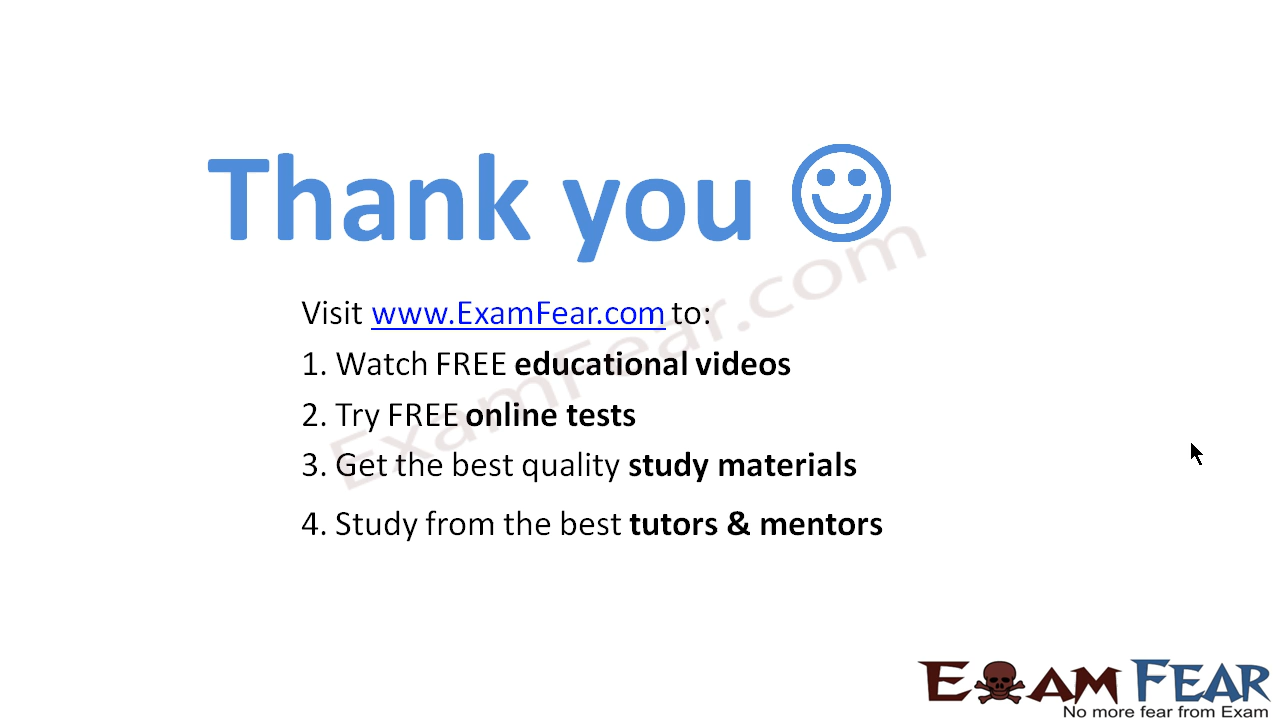 Thank you
Visit www.ExamFear.com to:
1. Watch FREE educational videos
2. Try FREE online tests
3. Get the best quality study materials
4. Study from the best tutors & mentors
ExamFear.com
EXAM FEAR
No more fear from Exam